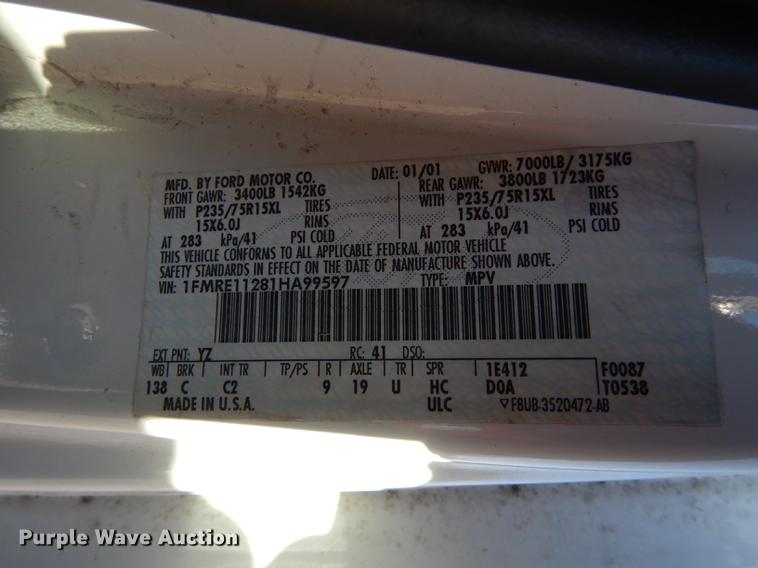 MFD. BY FORD MOTOR CO. DATE: 01/01 GVWR: 7000LB/ 3175KG
FRONT GAWR: 3400LB 1542KG REAR GAWR: 3800LB 1723KG
WITH P235/75R15XL TIRES WITH P235/75R15XL TIRES
15X6.0J RIMS 15X6.0J RIMS
AT 283 kPa/41 PSI COLD AT 283 kPa/41 PSI COLD
THIS VEHICLE CONFORMS TO ALL APPLICABLE FEDERAL MOTOR VEHICLE
SAFETY STANDARDS IN EFFECT ON THE DATE OF MANUFACTURE SHOWN ABOVE.
VIN: 1FMRE11281HA99597 TYPE: MPV
EXT PNT: YZ RC: 41 DSO:
WB BRK INT TR TP/PS R AXLE TR SPR 1E412 F0087
138 C C2 9 19 U HC D0A T0538
MADE IN U.S.A. ULC ▽F8UB-3520472-AB
Purple Wave Auction